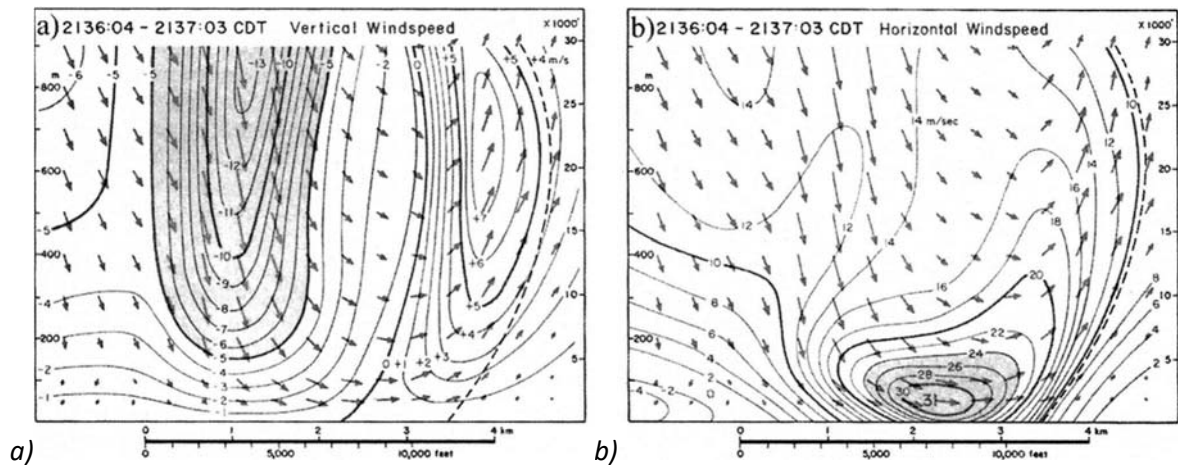 a) 2136:04 – 2137:03 CDT Vertical Windspeed ×1000'
-6 -5 -5 -13 -10 -5 -2 0 +5 +5 +4 m/s 30
m
800 25
-12
600 20
-11 +7
-5
-10
400 +6
-9
-4 -8 +5 10
-7
200 -6 +4
-5 +3 5
-2 -4 0 +1 +2
-3
-1 -2
-1
a)
0 1 2 3 4 km
0 5,000 10,000 feet
b) 2136:04 – 2137:03 CDT Horizontal Windspeed ×1000'
30
m 10
800 14 25
14 m/sec 12
14
600 20
16
12 12 18
14
400 10
20 8
8 16 6 10
6 22 4
200 24
4 26 2 5
-4 -2 0 2 28
30 31
b)
0 1 2 3 4 km
0 5,000 10,000 feet